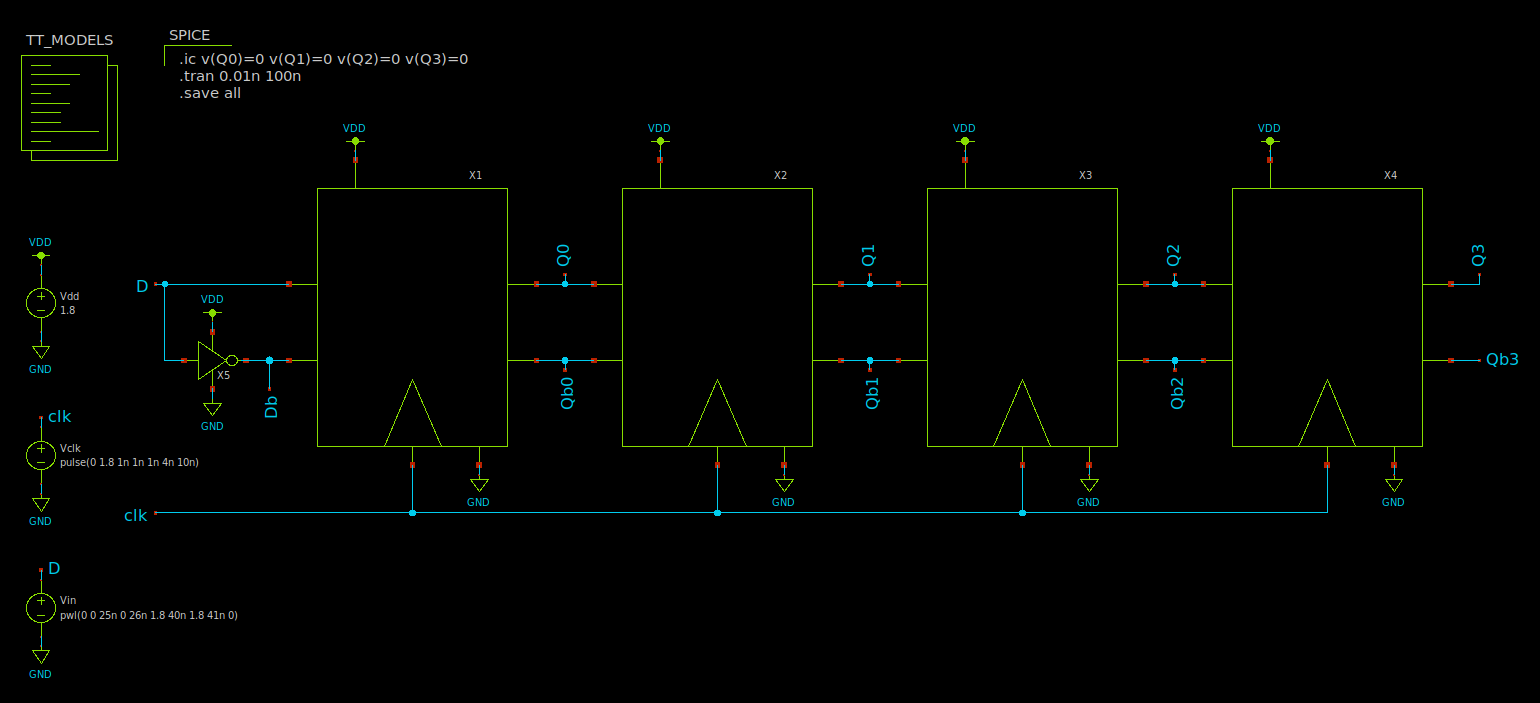 TT_MODELS
SPICE
.ic v(Q0)=0 v(Q1)=0 v(Q2)=0 v(Q3)=0
.tran 0.01n 100n
.save all
VDD
VDD
VDD
VDD
X1
X2
X3
X4
VDD
Vdd
1.8
GND
D
VDD
X5
GND
Db
Q0
Qb0
Q1
Qb1
Q2
Qb2
Q3
Qb3
clk
Vclk
pulse(0 1.8 1n 1n 1n 4n 10n)
GND
clk
GND
GND
GND
GND
D
Vin
pwl(0 0 25n 0 26n 1.8 40n 1.8 41n 0)
GND